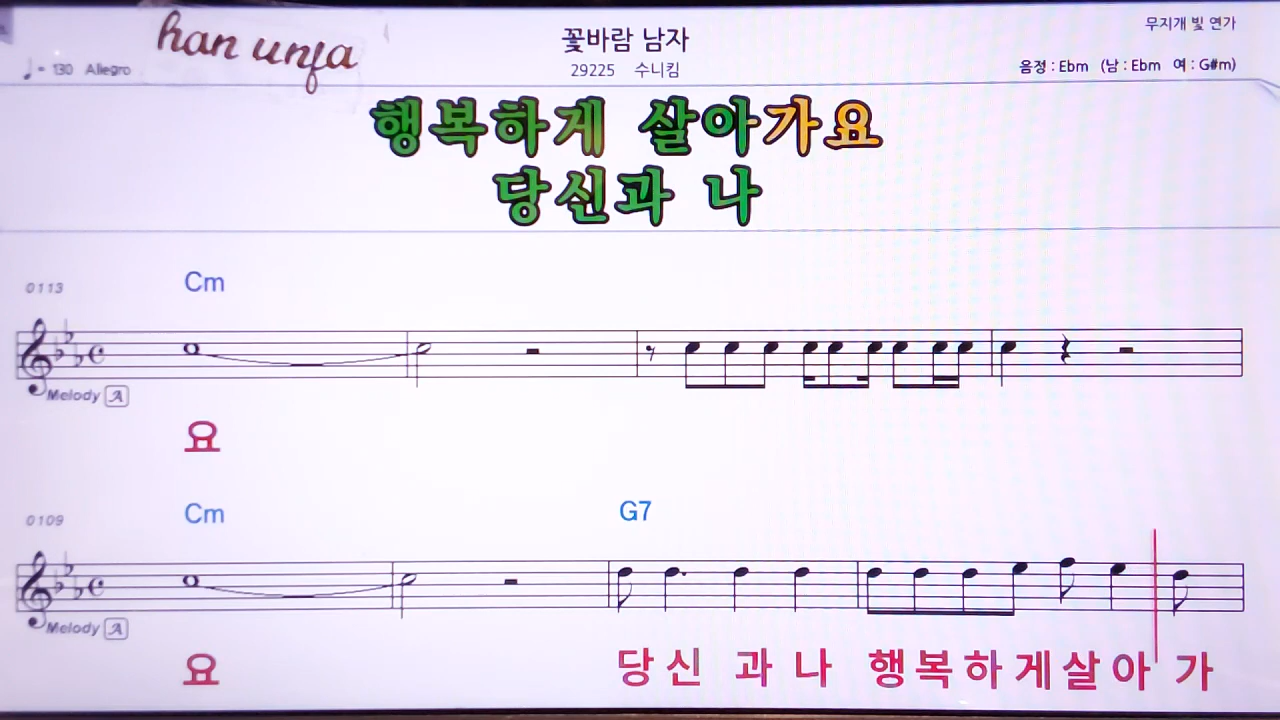 han unja
꽃바람 남자
무지개 빛 연가
♩ = 130 Allegro
29225 수니킴
음정 : Ebm (남 : Ebm 여 : G#m)
행복하게 살아가요
당신과 나
0113
Cm
Melody A
요
0109
Cm G7
Melody A
요 당신 과 나 행복하게살아 가